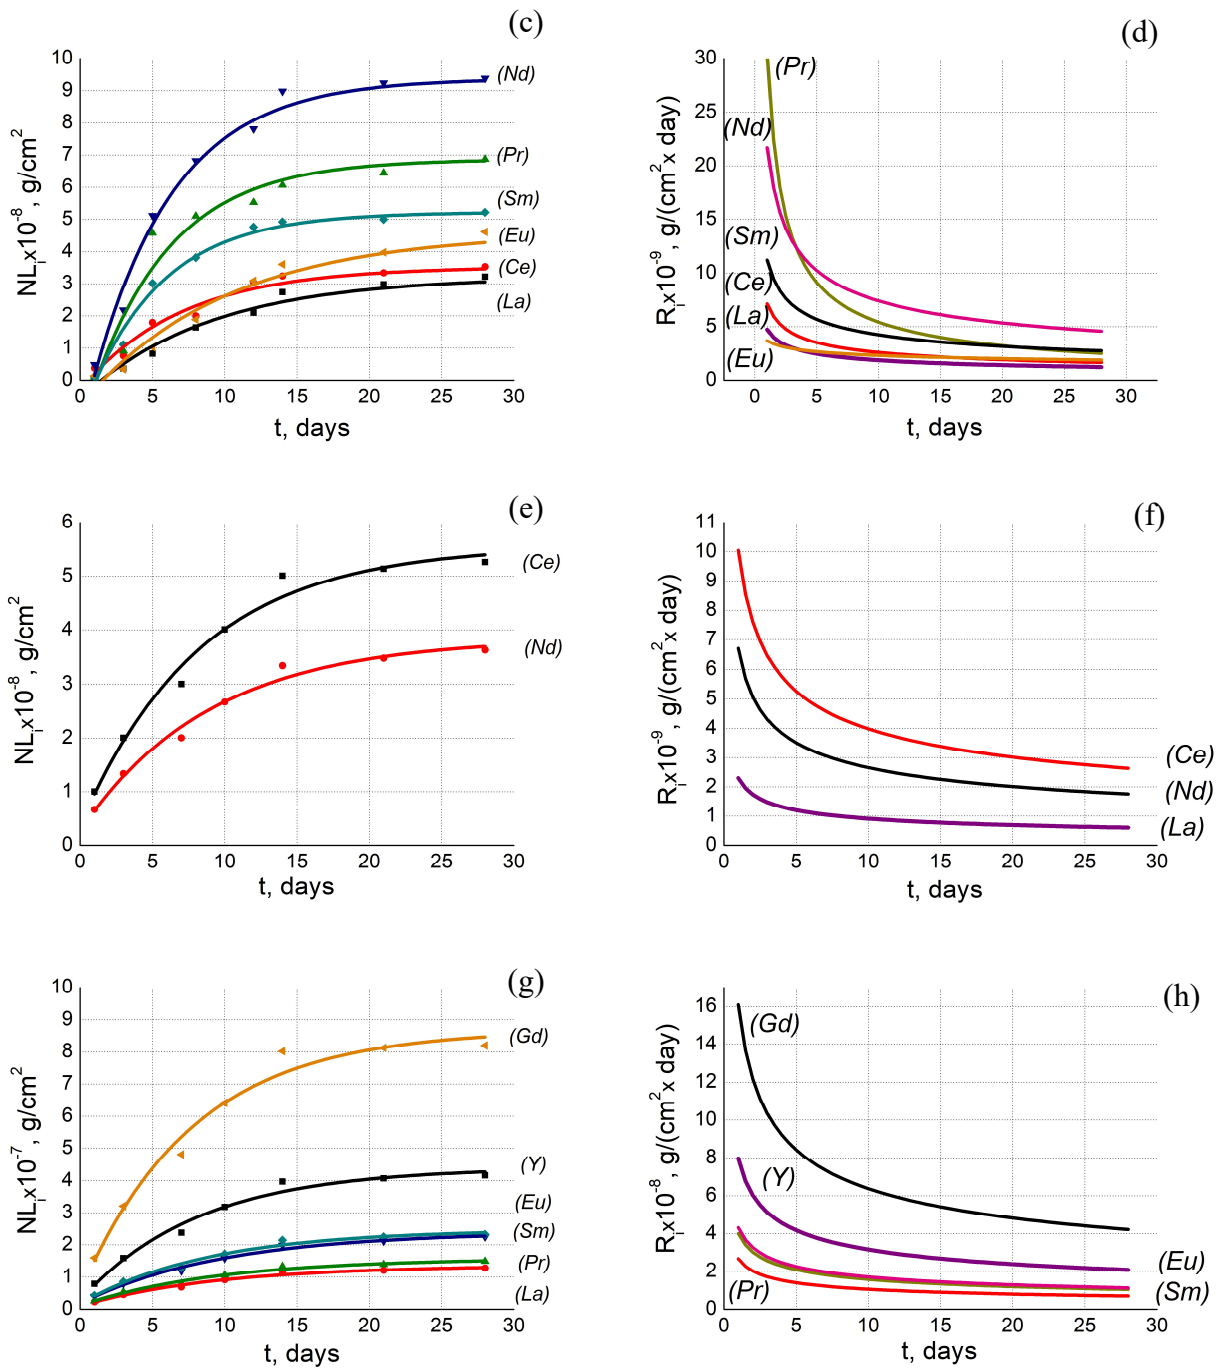 (c)
10
9
8
7
6
5
4
3
2
1
0
NLᵢx10⁻⁸, g/cm²
(Nd)
(Pr)
(Sm)
(Eu)
(Ce)
(La)
0 5 10 15 20 25 30
t, days
(d)
30
25
20
15
10
5
0
Rᵢx10⁻⁹, g/(cm²x day)
(Pr)
(Nd)
(Sm)
(Ce)
(La)
(Eu)
0 5 10 15 20 25 30
t, days
(e)
6
5
4
3
2
1
0
NLᵢx10⁻⁸, g/cm²
(Ce)
(Nd)
0 5 10 15 20 25 30
t, days
(f)
11
10
9
8
7
6
5
4
3
2
1
0
Rᵢx10⁻⁹, g/(cm²x day)
(Ce)
(Nd)
(La)
0 5 10 15 20 25 30
t, days
(g)
10
9
8
7
6
5
4
3
2
1
0
NLᵢx10⁻⁷, g/cm²
(Gd)
(Y)
(Eu)
(Sm)
(Pr)
(La)
0 5 10 15 20 25 30
t, days
(h)
16
14
12
10
8
6
4
2
0
Rᵢx10⁻⁸, g/(cm²x day)
(Gd)
(Y)
(Eu)
(Pr)
(Sm)
0 5 10 15 20 25 30
t, days